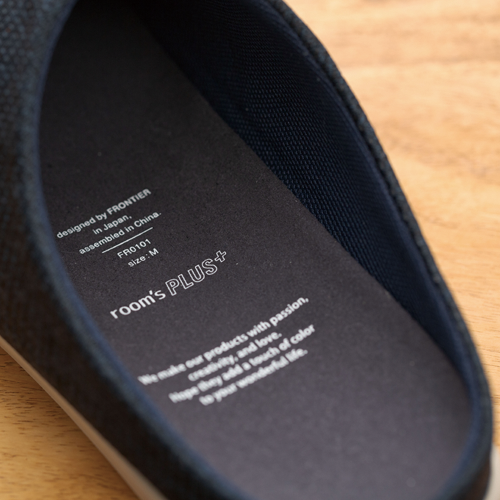 designed by FRONTIER
in Japan,
assembled in China.
FR0101
size: M
room's PLUS+
We make our products with passion,
creativity, and love.
Hope they add a touch of color
to your wonderful life.